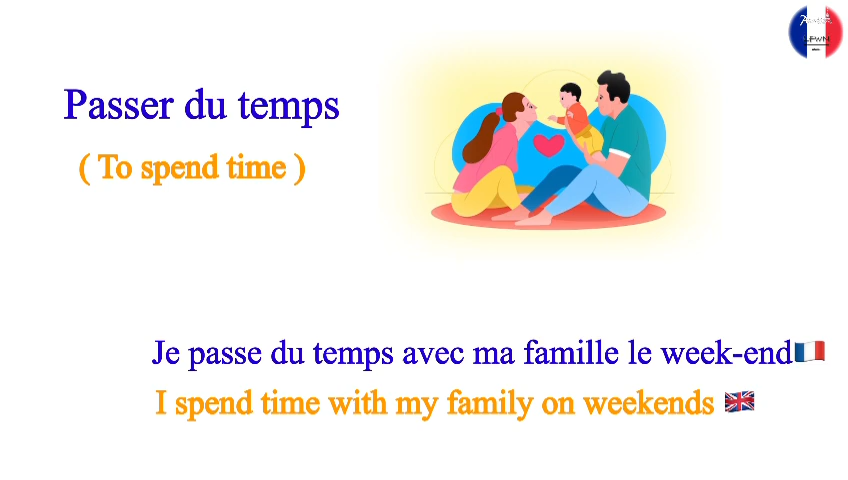 Passer du temps
( To spend time )
Je passe du temps avec ma famille le week-end
I spend time with my family on weekends